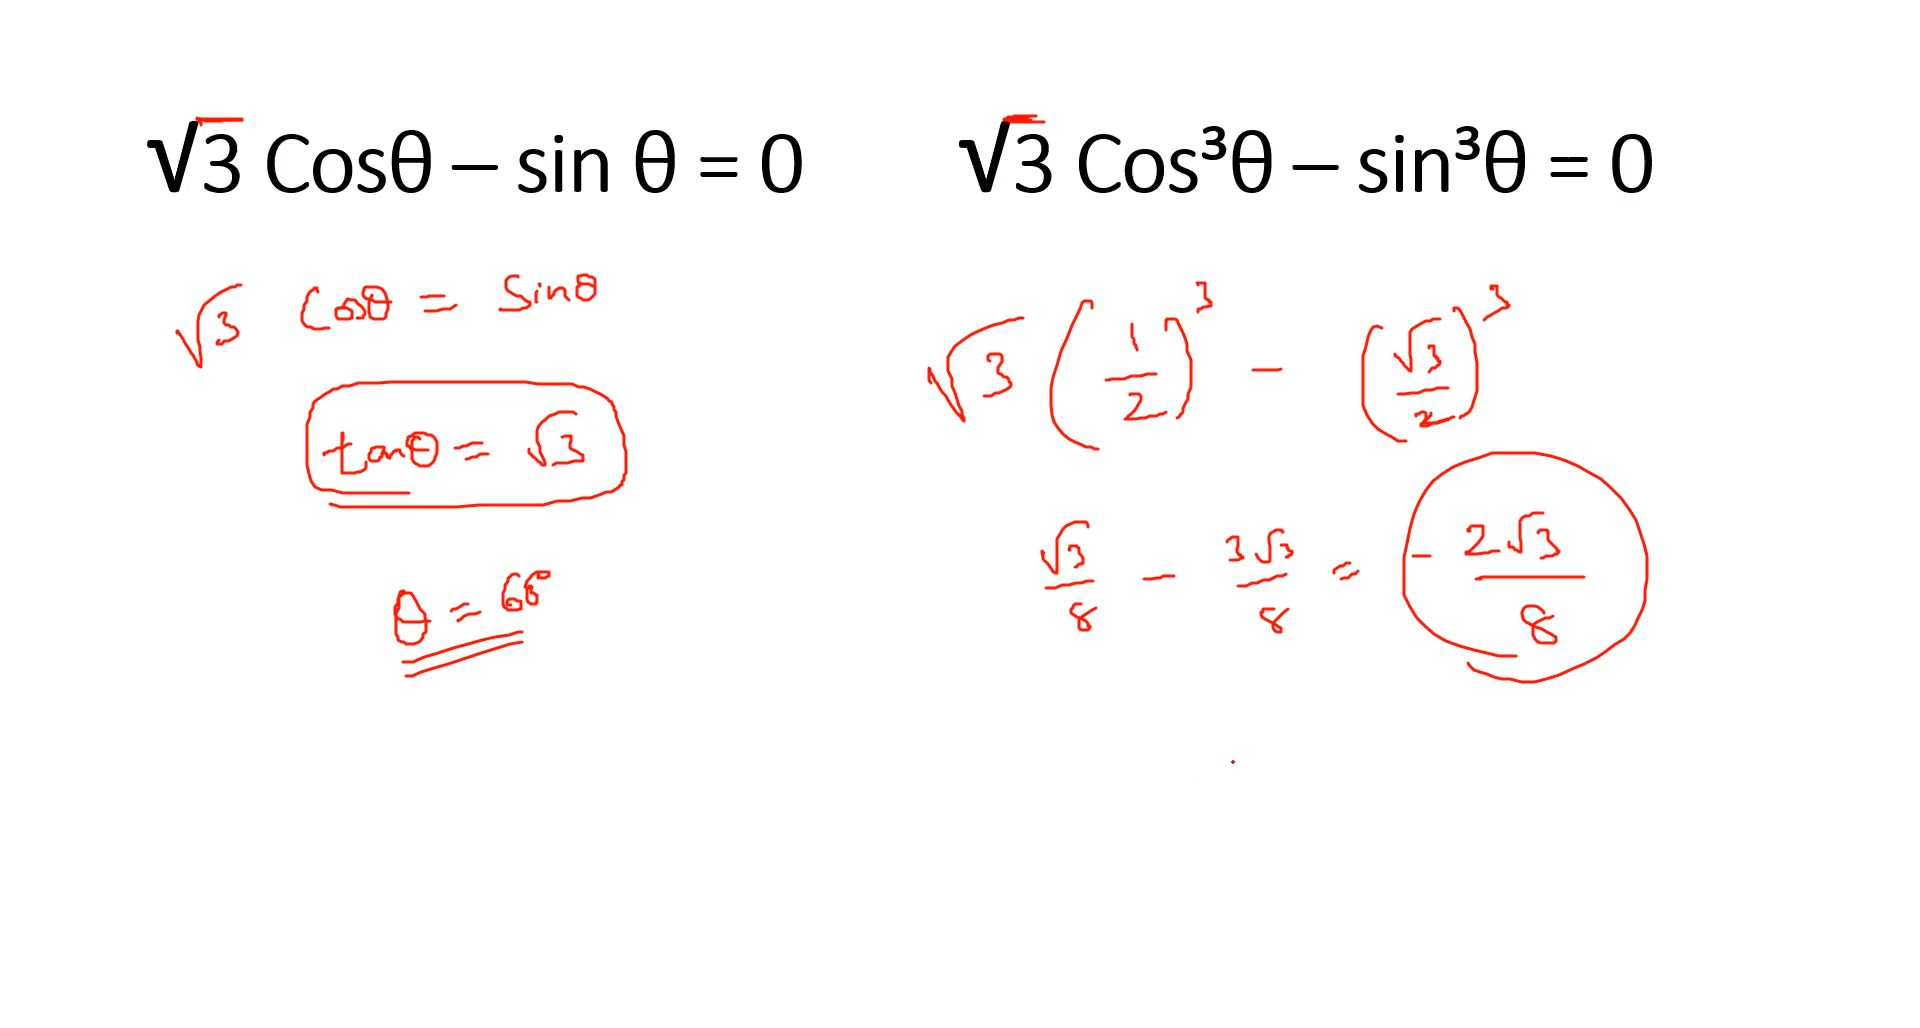 √3 Cosθ – sin θ = 0
√3 Cosθ = Sinθ
tanθ = √3
θ = 60°
√3 Cos³θ – sin³θ = 0
√3 (1/2)³ - (√3/2)³
√3/8 - 3√3/8 = - 2√3/8